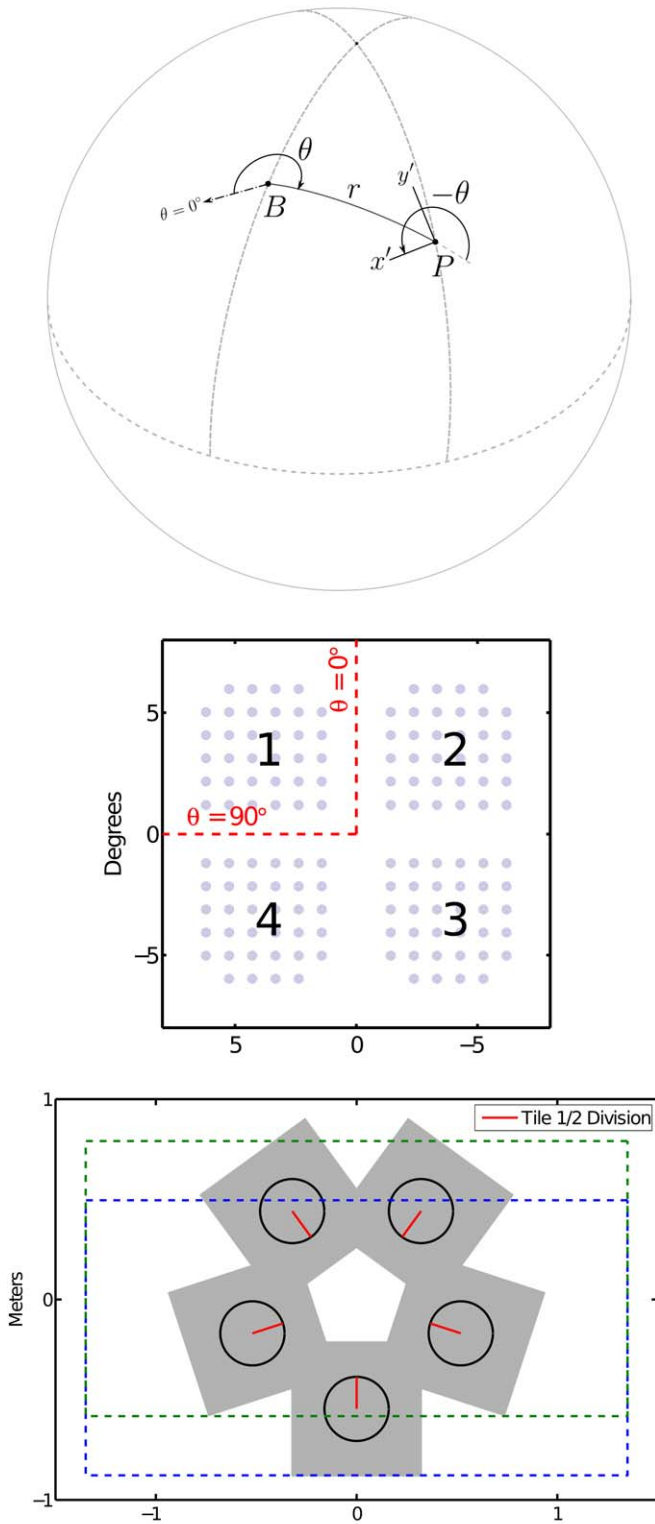 θ
θ = 0°
B
r
y′
−θ
x′
P
θ = 0°
5
1
2
θ = 90°
Degrees
0
4
3
−5
5
0
−5
1
Tile 1/2 Division
Meters
0
−1
−1
0
1